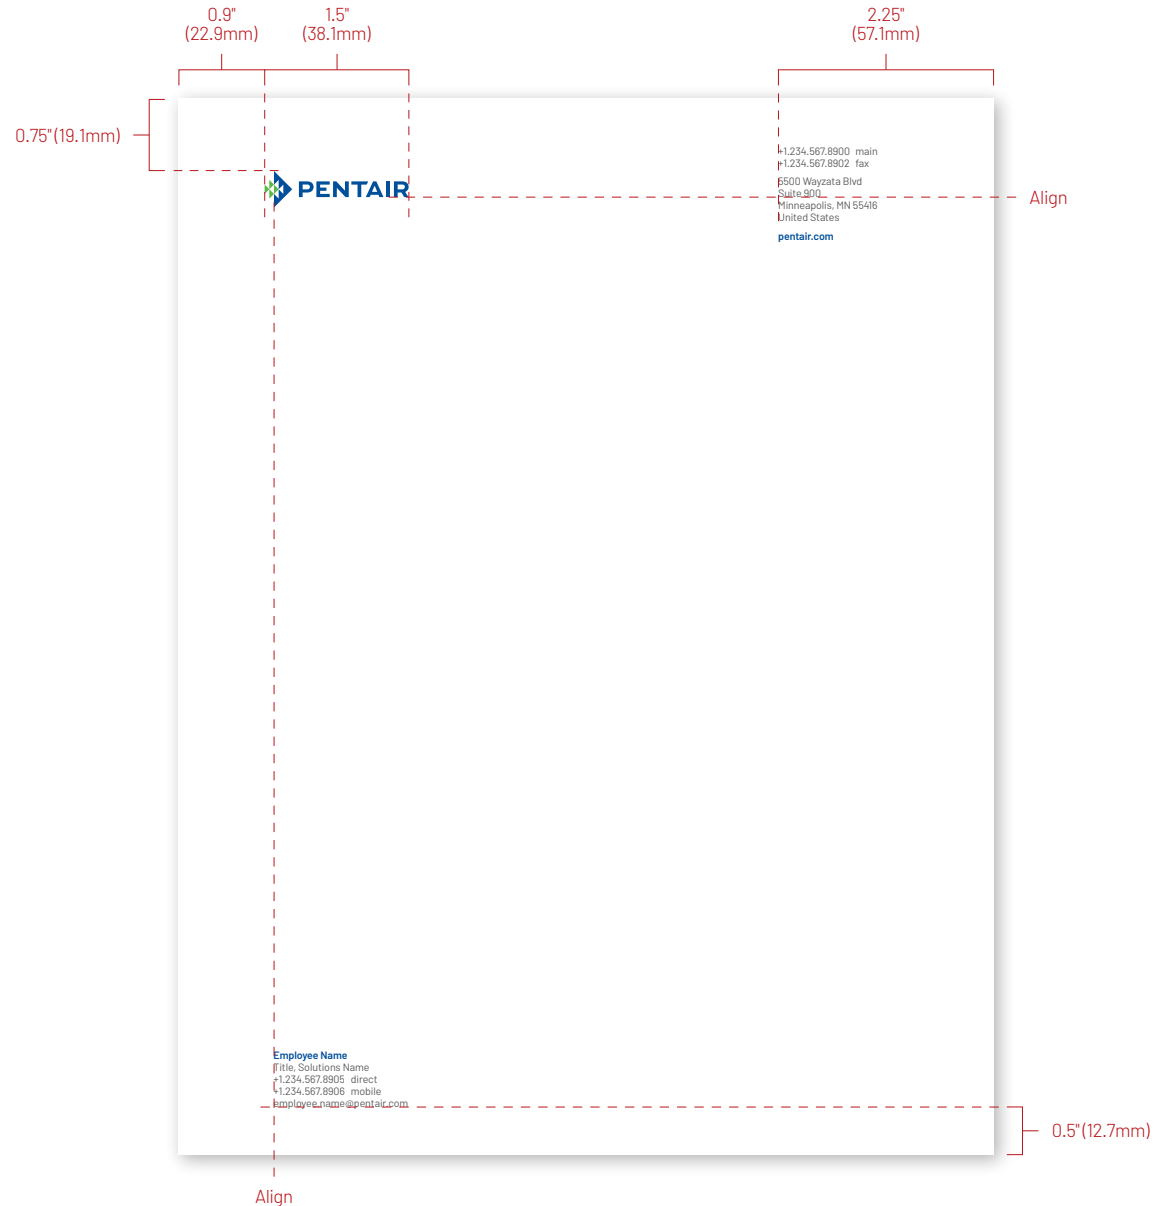 0.9"
(22.9mm)
1.5"
(38.1mm)
2.25"
(57.1mm)
0.75"(19.1mm)
PENTAIR
+1.234.567.8900 main
+1.234.567.8902 fax
5500 Wayzata Blvd
Suite 900
Minneapolis, MN 55416
United States
pentair.com
Align
Employee Name
Title, Solutions Name
+1.234.567.8905 direct
+1.234.567.8906 mobile
employee.name@pentair.com
0.5"(12.7mm)
Align